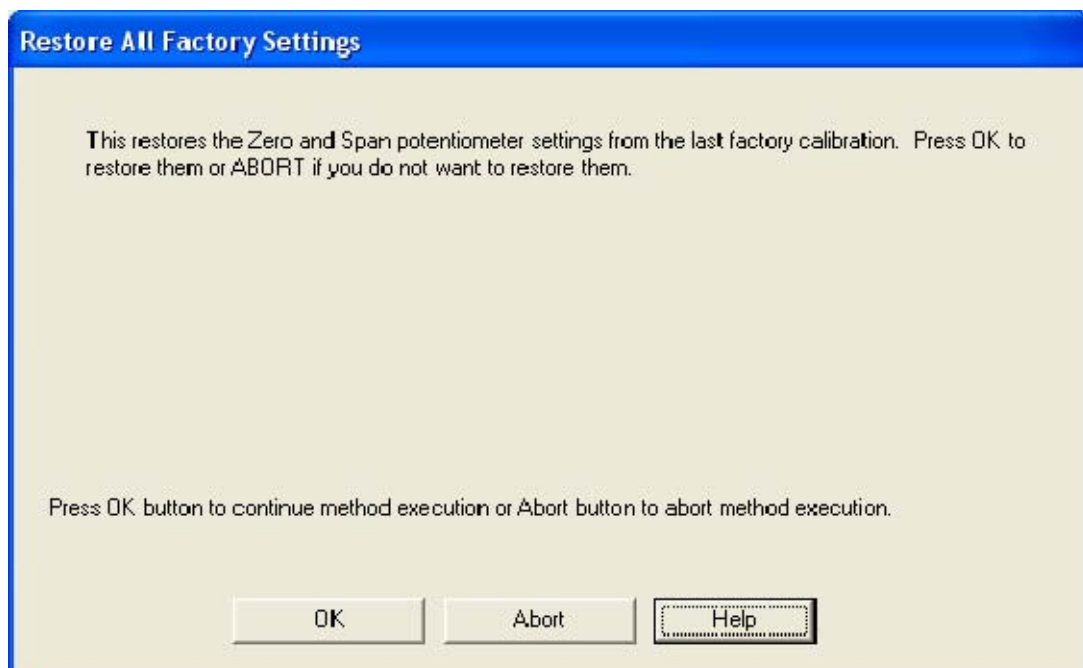 Restore All Factory Settings
This restores the Zero and Span potentiometer settings from the last factory calibration. Press OK to
restore them or ABORT if you do not want to restore them.
Press OK button to continue method execution or Abort button to abort method execution.
OK
Abort
Help